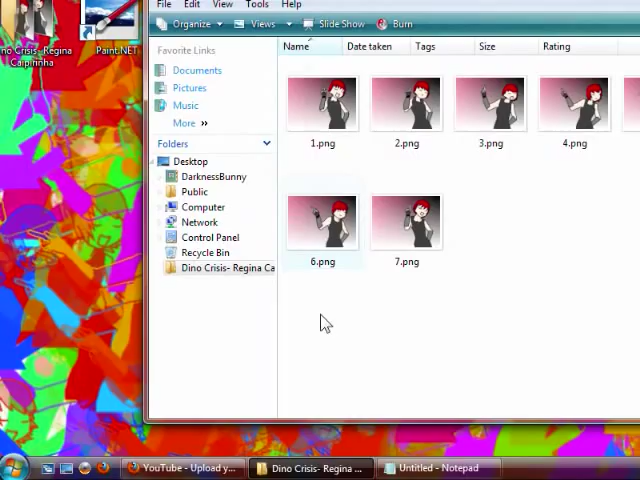 File Edit View Tools Help
Organize Views Slide Show Burn
Name Date taken Tags Size Rating
Favorite Links
Documents
Pictures
Music
More »
Folders
Desktop
DarknessBunny
Public
Computer
Network
Control Panel
Recycle Bin
Dino Crisis- Regina Ca
1.png 2.png 3.png 4.png
6.png 7.png
no Crisis- Regina
Caipirinha
Paint.NET
YouTube - Upload y...
Dino Crisis- Regina ...
Untitled - Notepad